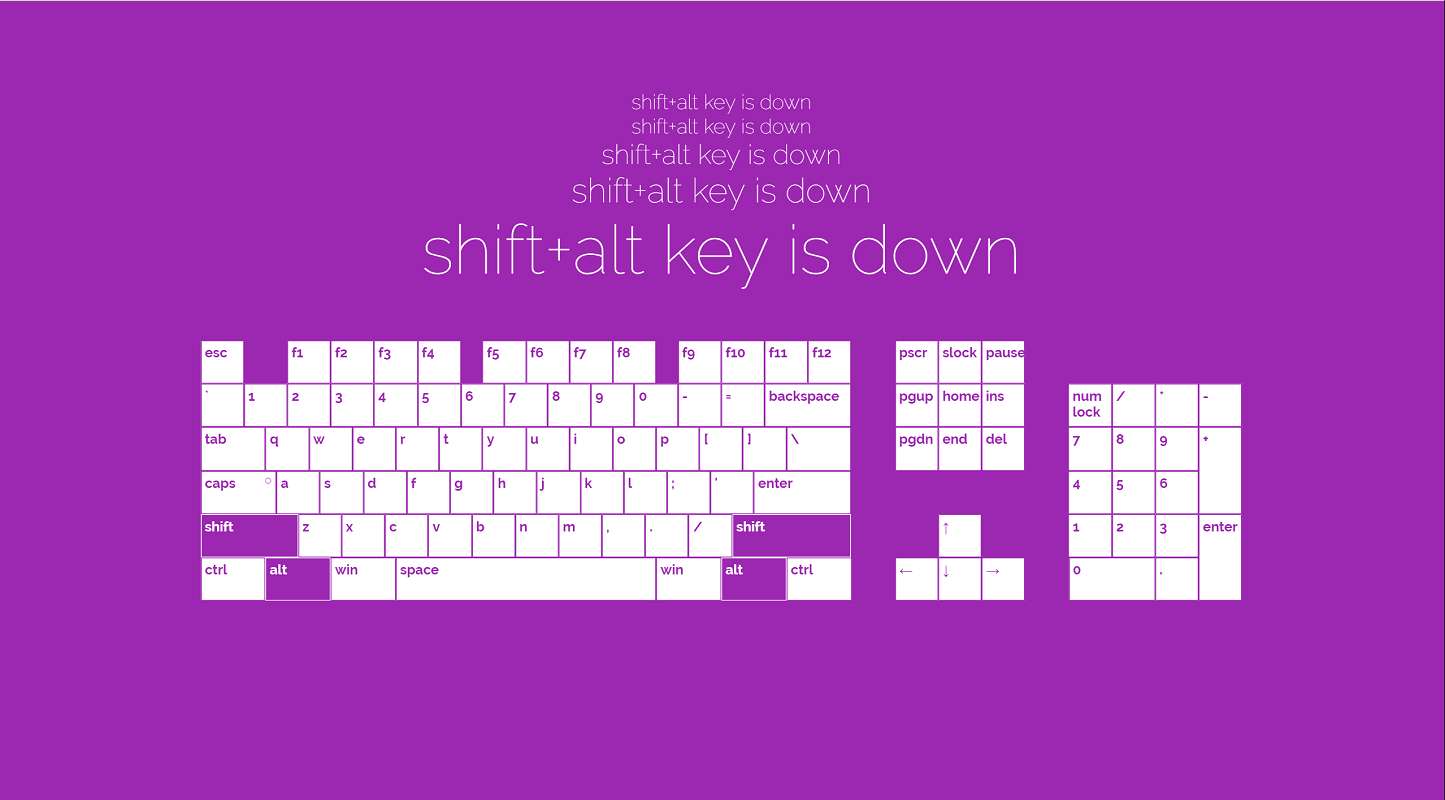 shift+alt key is down
shift+alt key is down
shift+alt key is down
shift+alt key is down
shift+alt key is down
esc f1 f2 f3 f4 f5 f6 f7 f8 f9 f10 f11 f12 pscr slock pause
` 1 2 3 4 5 6 7 8 9 0 - = backspace pgup home ins num lock / * -
tab q w e r t y u i o p [ ] \ pgdn end del 7 8 9 +
caps a s d f g h j k l ; ' enter 4 5 6
shift z x c v b n m , . / shift ↑ 1 2 3 enter
ctrl alt win space win alt ctrl ← ↓ → 0 .